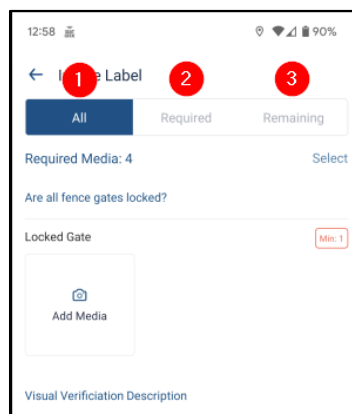 12:58 90%
Label
1 2 3
All Required Remaining
Required Media: 4 Select
Are all fence gates locked?
Locked Gate Min: 1
Add Media
Visual Verificiation Description